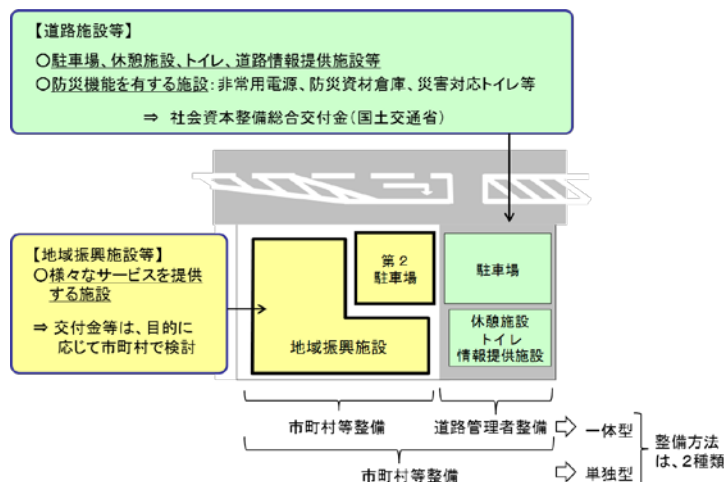 【道路施設等】
○駐車場、休憩施設、トイレ、道路情報提供施設等
○防災機能を有する施設：非常用電源、防災資材倉庫、災害対応トイレ等
⇒ 社会資本整備総合交付金（国土交通省）
【地域振興施設等】
○様々なサービスを提供
する施設
⇒ 交付金等は、目的に
応じて市町村で検討
第２
駐車場
地域振興施設
駐車場
休憩施設
トイレ
情報提供施設
市町村等整備
道路管理者整備
一体型
市町村等整備
単独型
整備方法
は、２種類